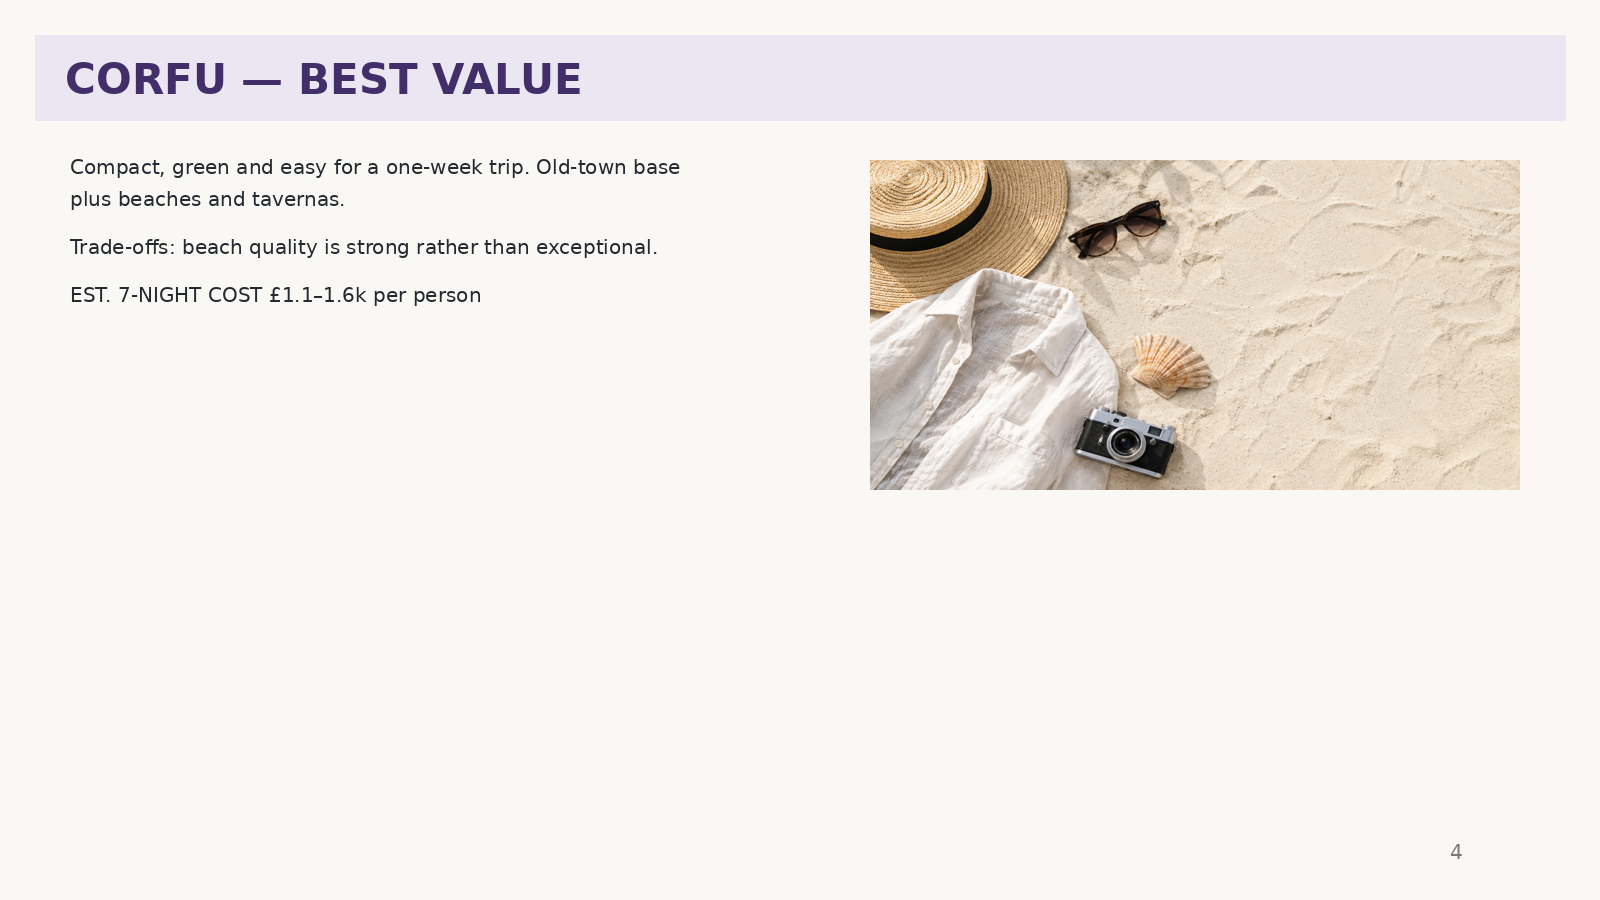 CORFU — BEST VALUE
Compact, green and easy for a one-week trip. Old-town base
plus beaches and tavernas.
Trade-offs: beach quality is strong rather than exceptional.
EST. 7-NIGHT COST £1.1–1.6k per person
4